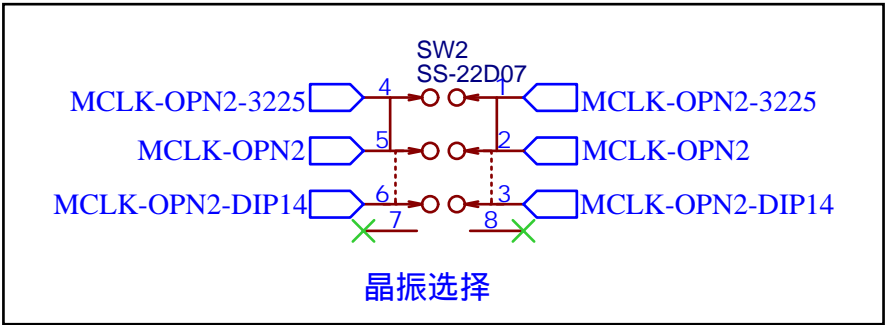 SW2
SS-22D07
MCLK-OPN2-3225 4 1 MCLK-OPN2-3225
MCLK-OPN2 5 2 MCLK-OPN2
MCLK-OPN2-DIP14 6 3 MCLK-OPN2-DIP14
7 8
晶振选择